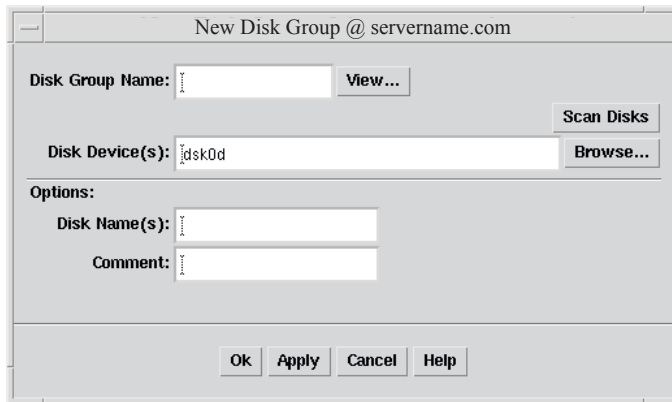 New Disk Group @ servername.com
Disk Group Name: View...
Scan Disks
Disk Device(s): dsk0d Browse...
Options:
Disk Name(s):
Comment:
Ok Apply Cancel Help